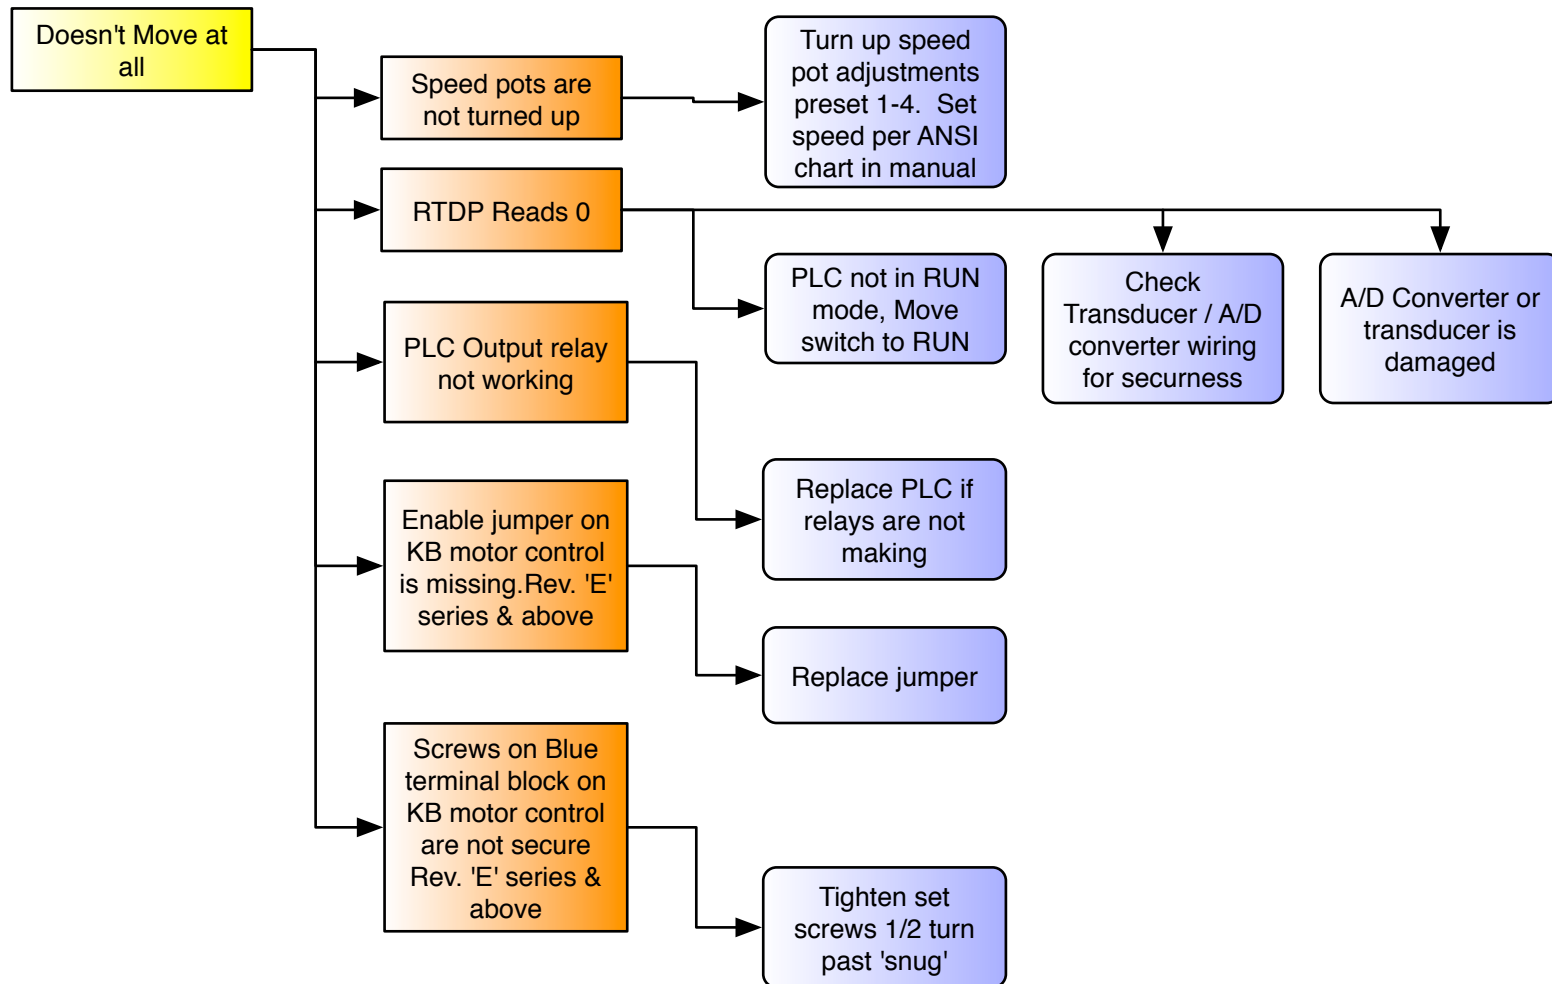 Doesn't Move at
all
Speed pots are
not turned up
Turn up speed
pot adjustments
preset 1-4.  Set
speed per ANSI
chart in manual
RTDP Reads 0
PLC not in RUN
mode, Move
switch to RUN
Check
Transducer / A/D
converter wiring
for securness
A/D Converter or
transducer is
damaged
PLC Output relay
not working
Replace PLC if
relays are not
making
Enable jumper on
KB motor control
is missing.Rev. 'E'
series & above
Replace jumper
Screws on Blue
terminal block on
KB motor control
are not secure
Rev. 'E' series &
above
Tighten set
screws 1/2 turn
past 'snug'